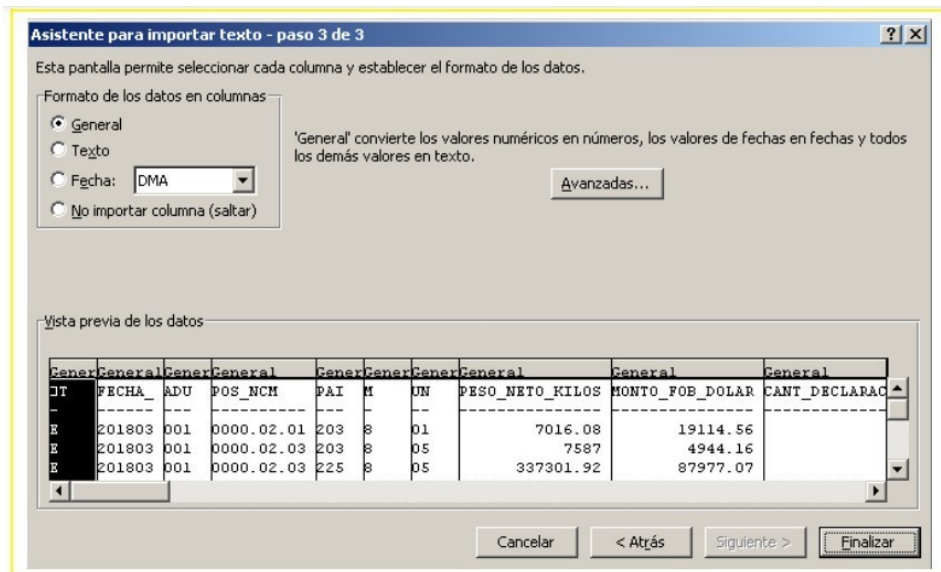 Asistente para importar texto - paso 3 de 3
Esta pantalla permite seleccionar cada columna y establecer el formato de los datos.
Formato de los datos en columnas
General
Texto
Fecha: DMA
No importar columna (saltar)
'General' convierte los valores numéricos en números, los valores de fechas en fechas y todos
los demás valores en texto.
Avanzadas...
Vista previa de los datos
Gener General Gener General Gener Gener Gener General General General
T FECHA_ ADU POS_NCM PAI M UN PESO_NETO_KILOS MONTO_FOB_DOLAR CANT_DECLARAC
- ------ --- ---------- --- - -- --------------- --------------- -------------
E 201803 001 0000.02.01 203 8 01 7016.08 19114.56
E 201803 001 0000.02.03 203 8 05 7587 4944.16
E 201803 001 0000.02.03 225 8 05 337301.92 87977.07
Cancelar < Atrás Siguiente > Finalizar